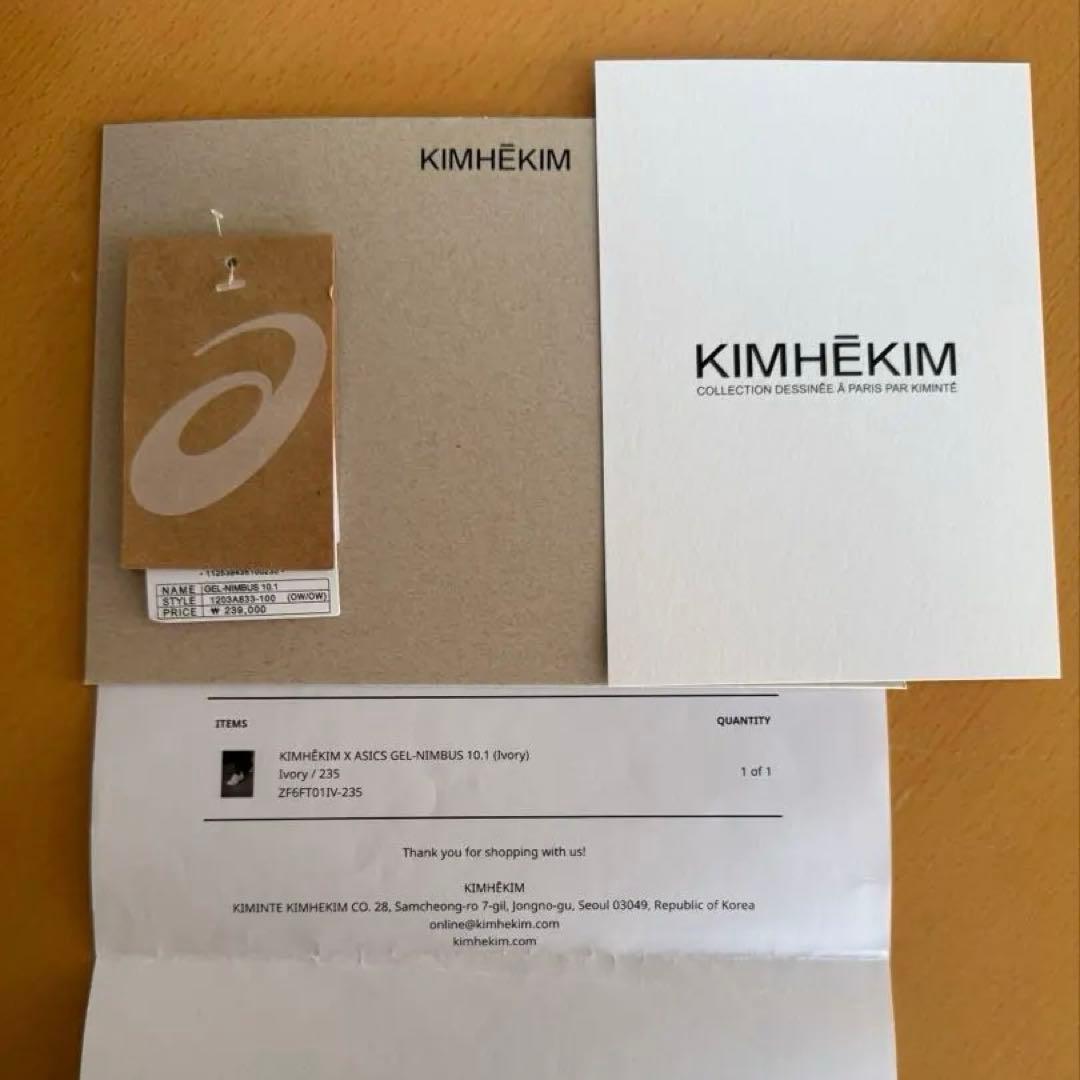 KIMHĒKIM
KIMHĒKIM
COLLECTION DESSINÉE À PARIS PAR KIMINTÉ
NAME GEL-NIMBUS 10.1
STYLE 1203A833-100 (OW/OW)
PRICE ₩ 239,000
ITEMS QUANTITY
KIMHĒKIM X ASICS GEL-NIMBUS 10.1 (Ivory)
Ivory / 235 1 of 1
ZF6FT01IV-235
Thank you for shopping with us!
KIMHĒKIM
KIMINTE KIMHEKIM CO. 28, Samcheong-ro 7-gil, Jongno-gu, Seoul 03049, Republic of Korea
online@kimhekim.com
kimhekim.com